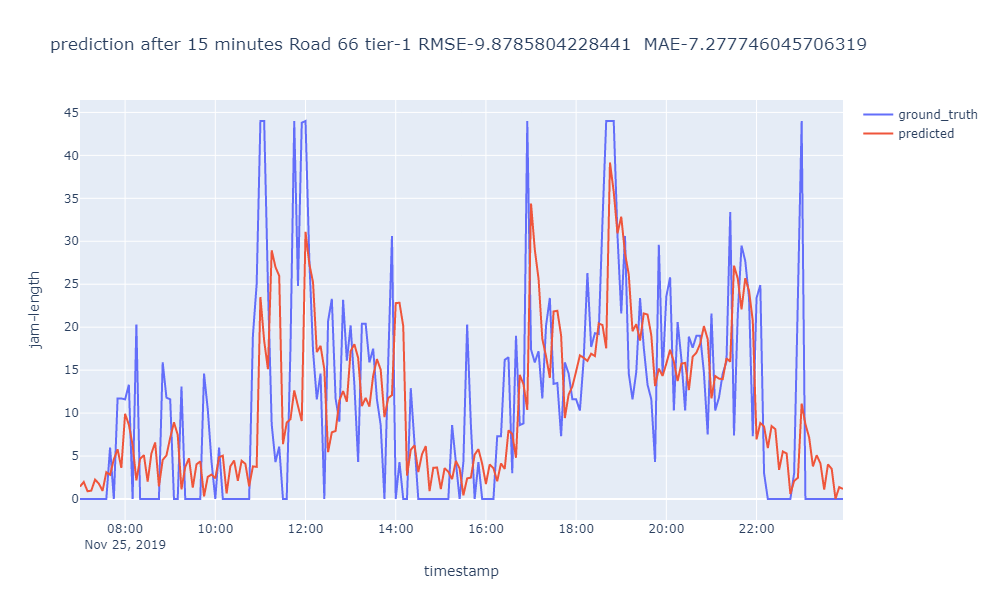 prediction after 15 minutes Road 66 tier-1 RMSE-9.8785804228441  MAE-7.277746045706319
ground_truth
predicted
45
40
35
30
25
20
15
10
5
0
jam-length
08:00 10:00 12:00 14:00 16:00 18:00 20:00 22:00
Nov 25, 2019
timestamp